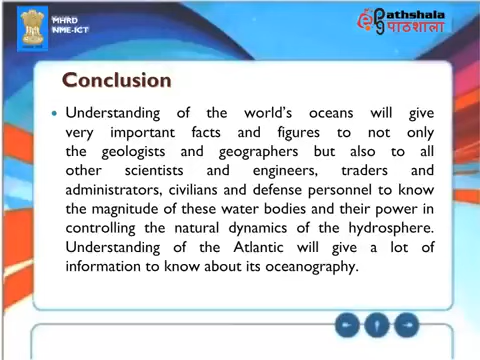 MHRD
NME-ICT
Pathshala
पाठशाला
Conclusion
• Understanding of the world's oceans will give
very important facts and figures to not only
the geologists and geographers but also to all
other scientists and engineers, traders and
administrators, civilians and defense personnel to know
the magnitude of these water bodies and their power in
controlling the natural dynamics of the hydrosphere.
Understanding of the Atlantic will give a lot of
information to know about its oceanography.